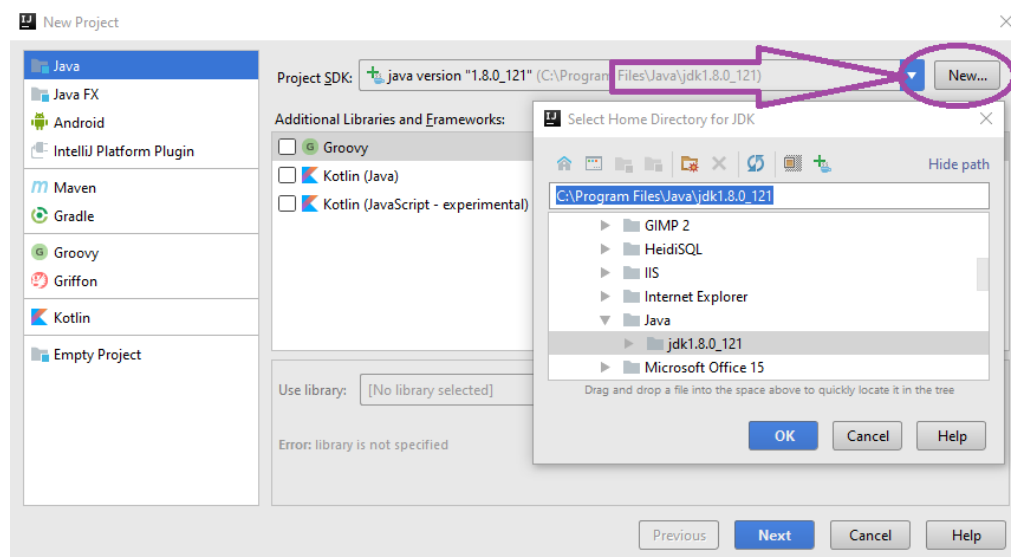 New Project
Java
Java FX
Android
IntelliJ Platform Plugin
Maven
Gradle
Groovy
Griffon
Kotlin
Empty Project
Project SDK: java version "1.8.0_121" (C:\Program Files\Java\jdk1.8.0_121) New...
Additional Libraries and Frameworks:
Groovy
Kotlin (Java)
Kotlin (JavaScript - experimental)
Use library: [No library selected]
Error: library is not specified
Select Home Directory for JDK
Hide path
C:\Program Files\Java\jdk1.8.0_121
GIMP 2
HeidiSQL
IIS
Internet Explorer
Java
jdk1.8.0_121
Microsoft Office 15
Drag and drop a file into the space above to quickly locate it in the tree
OK Cancel Help
Previous Next Cancel Help